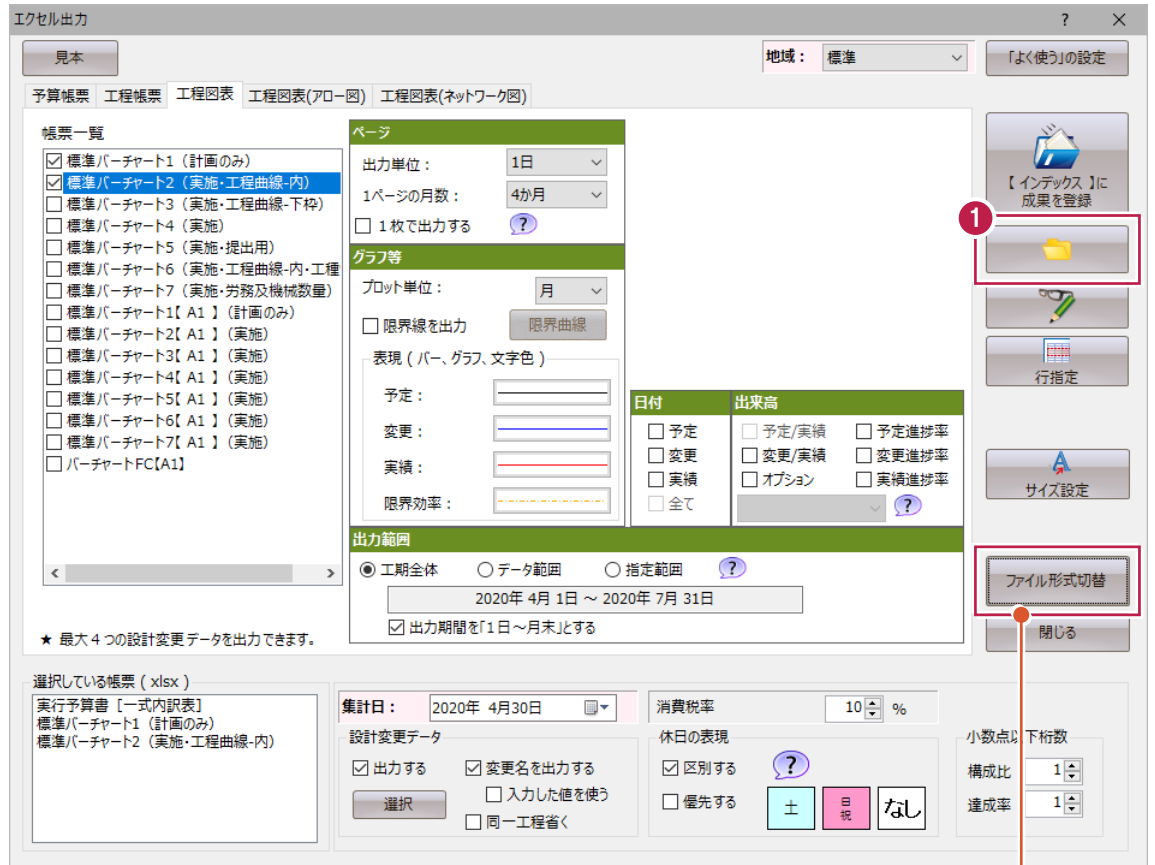 エクセル出力
? ×
見本
地域： 標準
「よく使う」の設定
予算帳票 工程帳票 工程図表 工程図表(アロー図) 工程図表(ネットワーク図)
帳票一覧
標準バーチャート1（計画のみ）
標準バーチャート2（実施・工程曲線-内）
標準バーチャート3（実施・工程曲線-下枠）
標準バーチャート4（実施）
標準バーチャート5（実施・提出用）
標準バーチャート6（実施・工程曲線-内・工種
標準バーチャート7（実施・労務及機械数量）
標準バーチャート1【 A1 】（計画のみ）
標準バーチャート2【 A1 】（実施）
標準バーチャート3【 A1 】（実施）
標準バーチャート4【 A1 】（実施）
標準バーチャート5【 A1 】（実施）
標準バーチャート6【 A1 】（実施）
標準バーチャート7【 A1 】（実施）
バーチャートFC【A1】
★ 最大４つの設計変更データを出力できます。
ページ
出力単位： 1日
1ページの月数： 4か月
１枚で出力する ?
グラフ等
プロット単位： 月
限界線を出力 限界曲線
表現 ( バー、グラフ、文字色 )
予定：
変更：
実績：
限界効率：
日付
予定
変更
実績
全て
出来高
予定/実績 予定進捗率
変更/実績 変更進捗率
オプション 実績進捗率
?
出力範囲
工期全体 データ範囲 指定範囲 ?
2020年 4月 1日 ～ 2020年 7月 31日
出力期間を「1日～月末」とする
【 インデックス 】に
成果を登録
1
行指定
A
サイズ設定
ファイル形式切替
閉じる
選択している帳票 ( xlsx )
実行予算書［一式内訳表］
標準バーチャート1（計画のみ）
標準バーチャート2（実施・工程曲線-内）
集計日： 2020年 4月30日
設計変更データ
出力する 変更名を出力する
選択 入力した値を使う
同一工程省く
消費税率 10 %
休日の表現
区別する ?
優先する 土 日祝 なし
小数点以下桁数
構成比 1
達成率 1